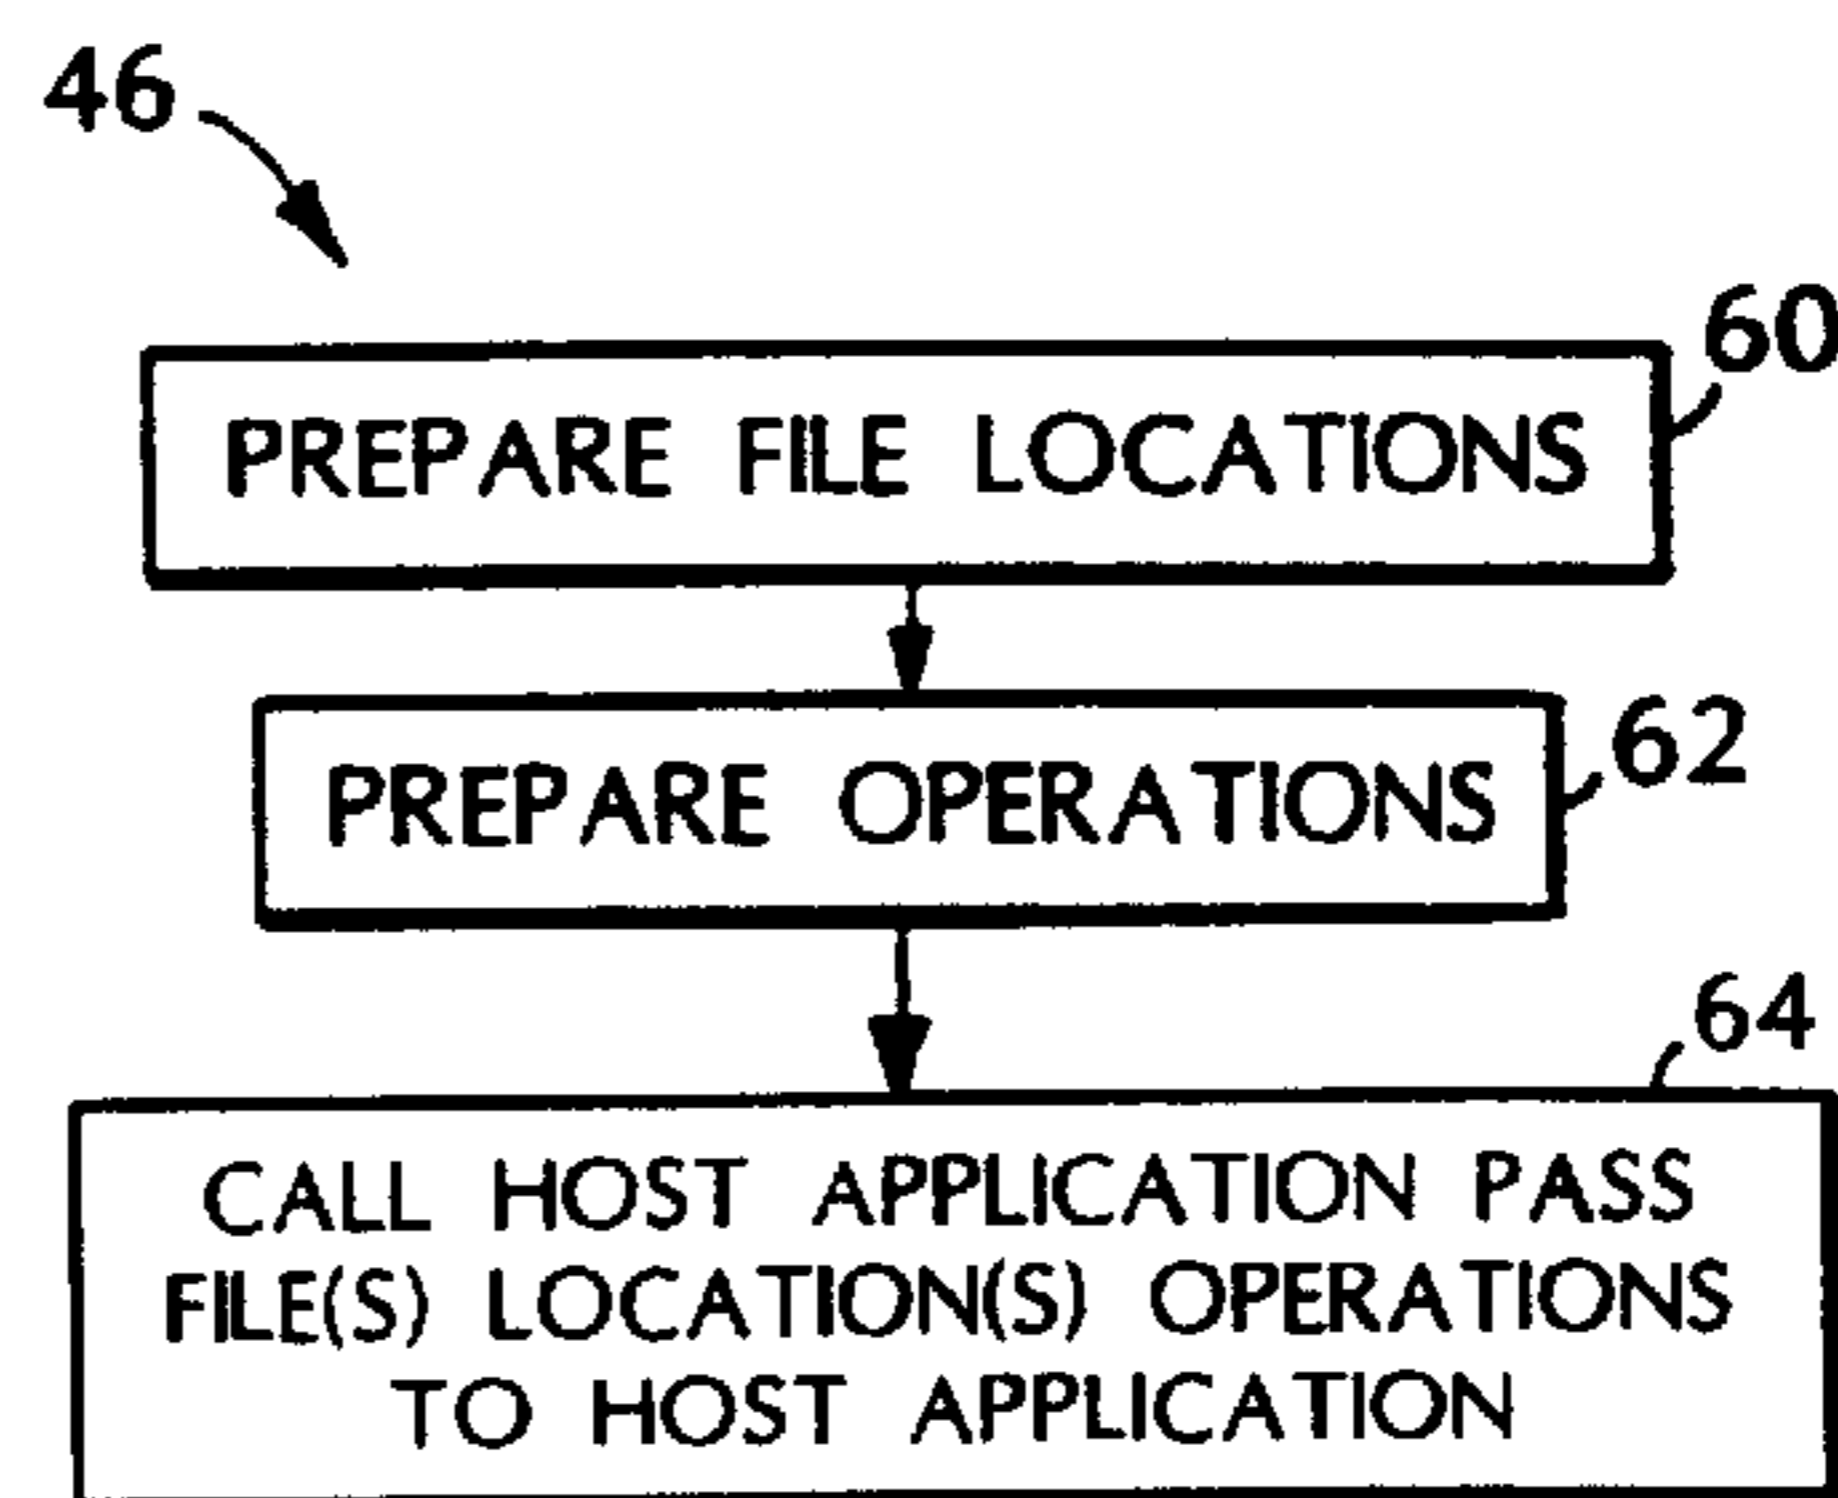 46
60
PREPARE FILE LOCATIONS
62
PREPARE OPERATIONS
64
CALL HOST APPLICATION PASS
FILE(S) LOCATION(S) OPERATIONS
TO HOST APPLICATION